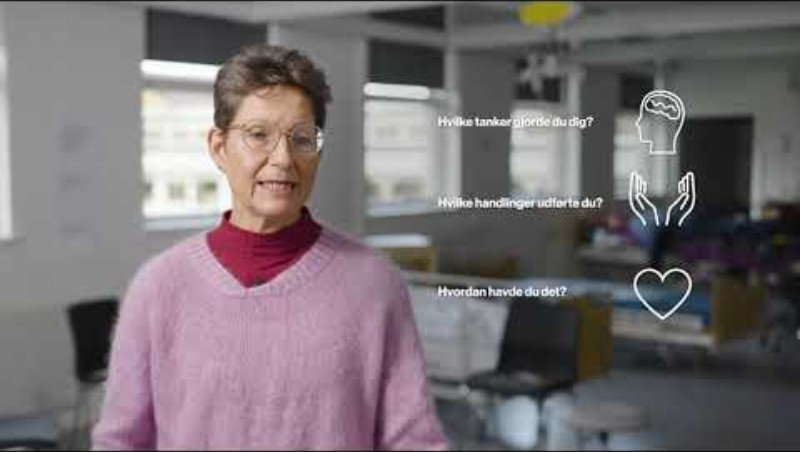 Hvilke tanker gjorde du dig?
Hvilke handlinger udførte du?
Hvordan havde du det?